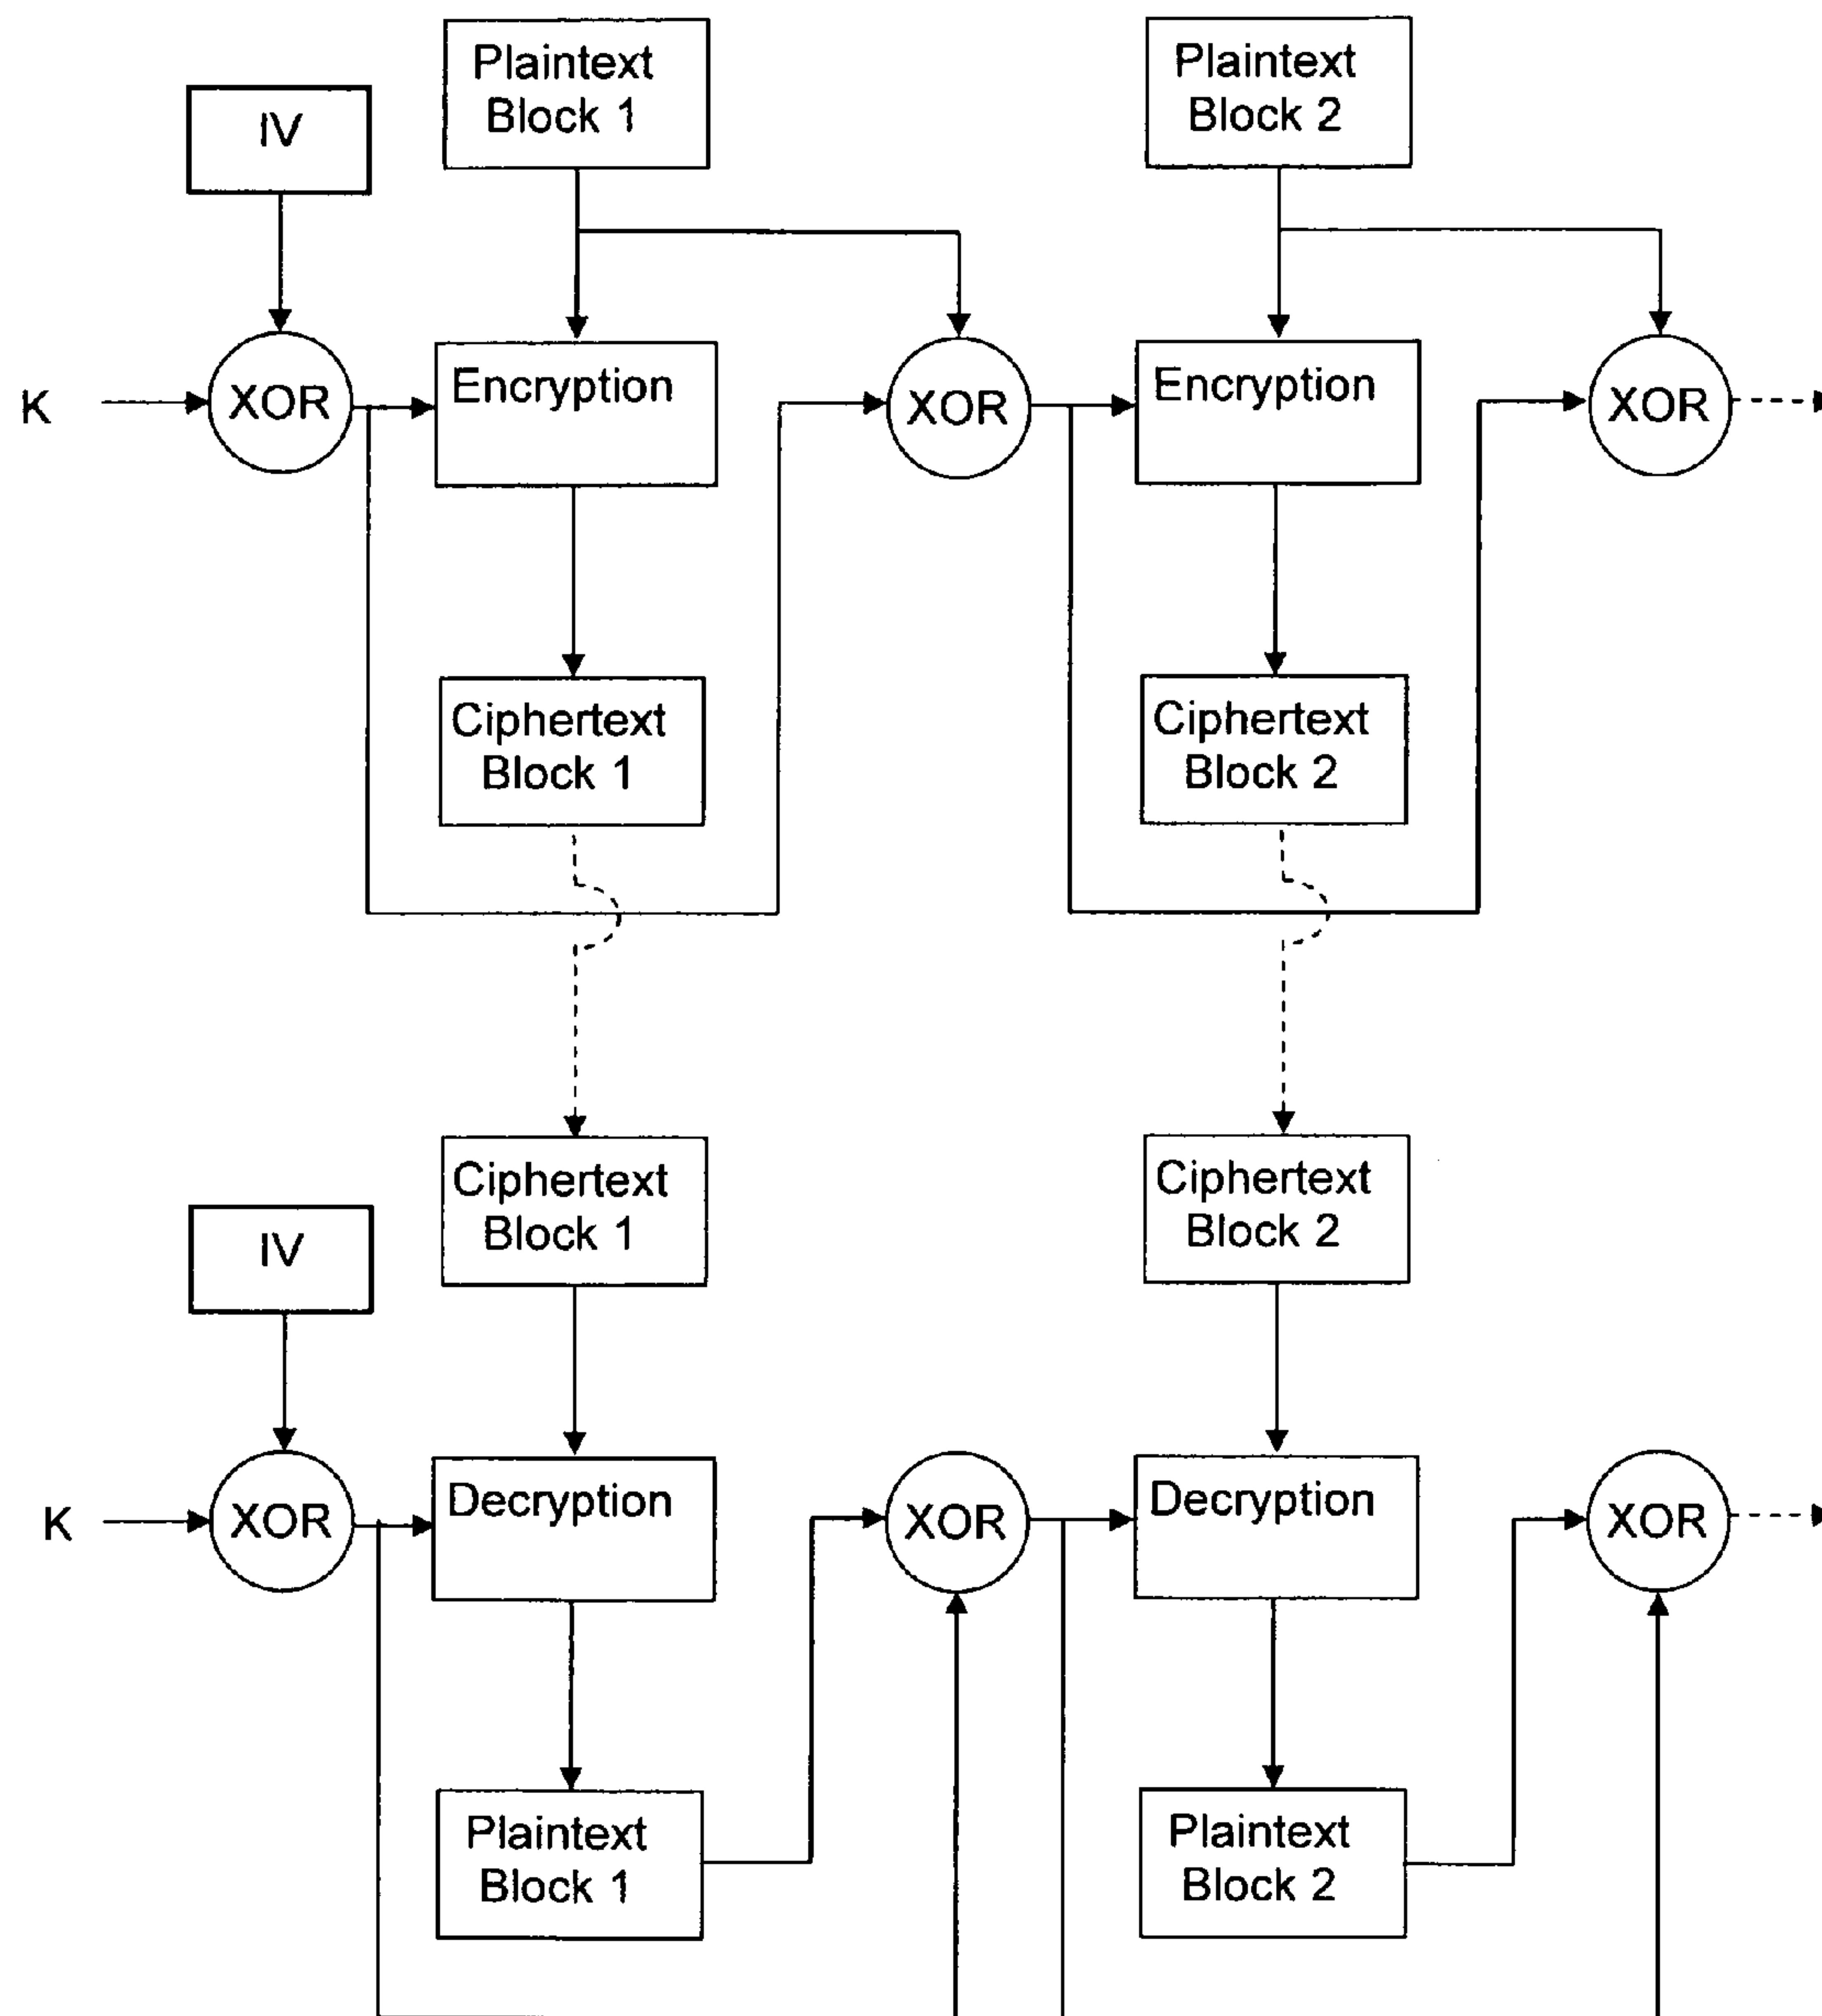 Plaintext
Block 1
Plaintext
Block 2
IV
K
XOR
Encryption
XOR
Encryption
XOR
Ciphertext
Block 1
Ciphertext
Block 2
Ciphertext
Block 1
Ciphertext
Block 2
IV
K
XOR
Decryption
XOR
Decryption
XOR
Plaintext
Block 1
Plaintext
Block 2